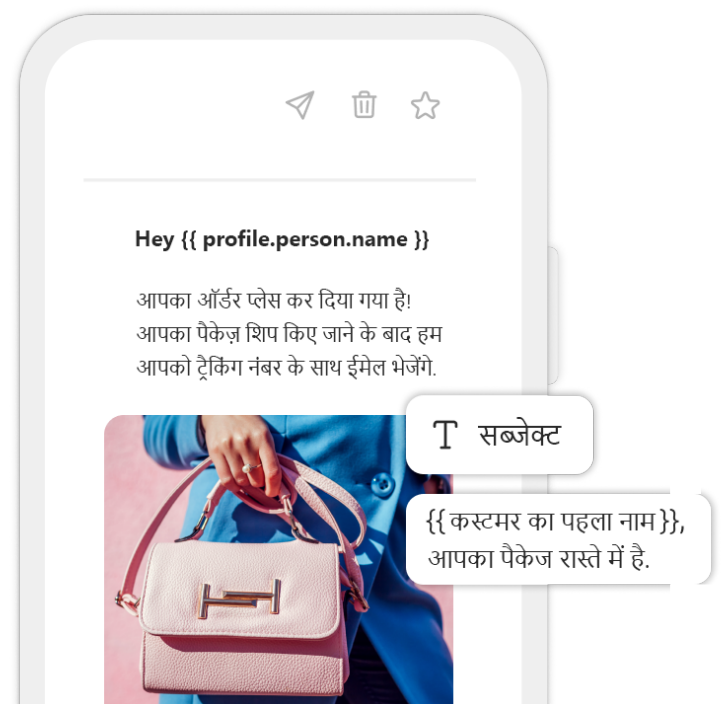 Hey {{ profile.person.name }}
आपका ऑर्डर प्लेस कर दिया गया है!
आपका पैकेज़ शिप किए जाने के बाद हम
आपको ट्रैकिंग नंबर के साथ ईमेल भेजेंगे.
T सब्जेक्ट
{{कस्टमर का पहला नाम}},
आपका पैकेज रास्ते में है.